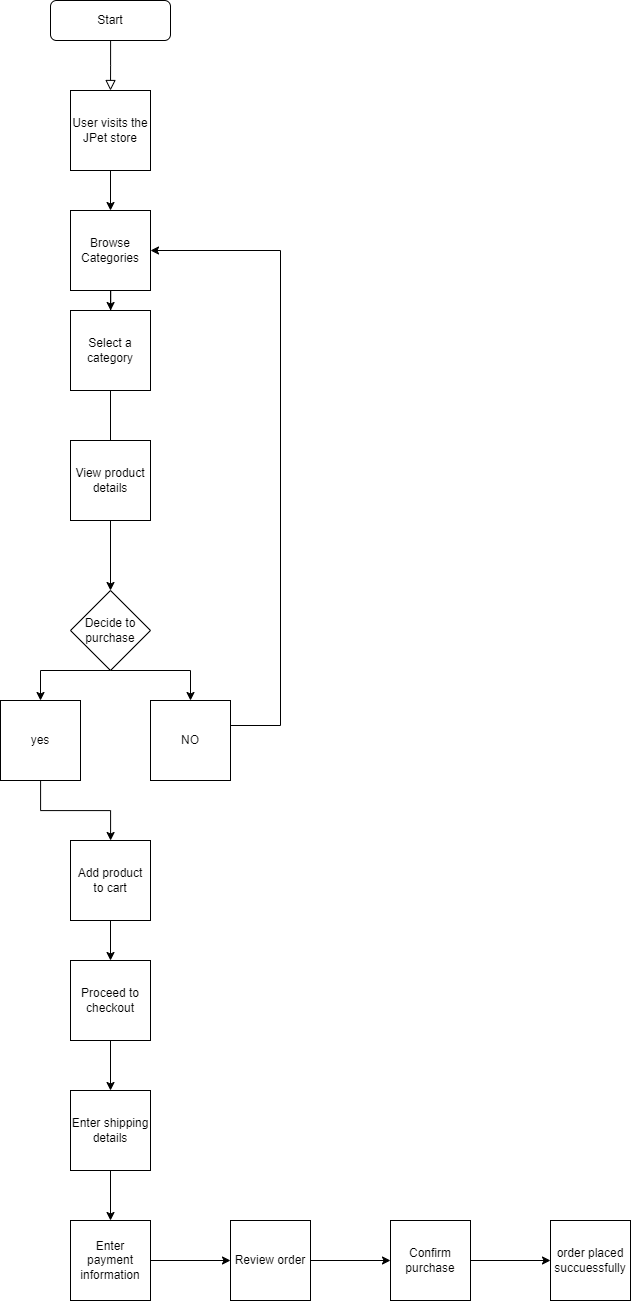 Start
User visits the
JPet store
Browse
Categories
Select a
category
View product
details
Decide to
purchase
yes
NO
Add product
to cart
Proceed to
checkout
Enter shipping
details
Enter
payment
information
Review order
Confirm
purchase
order placed
succuessfully